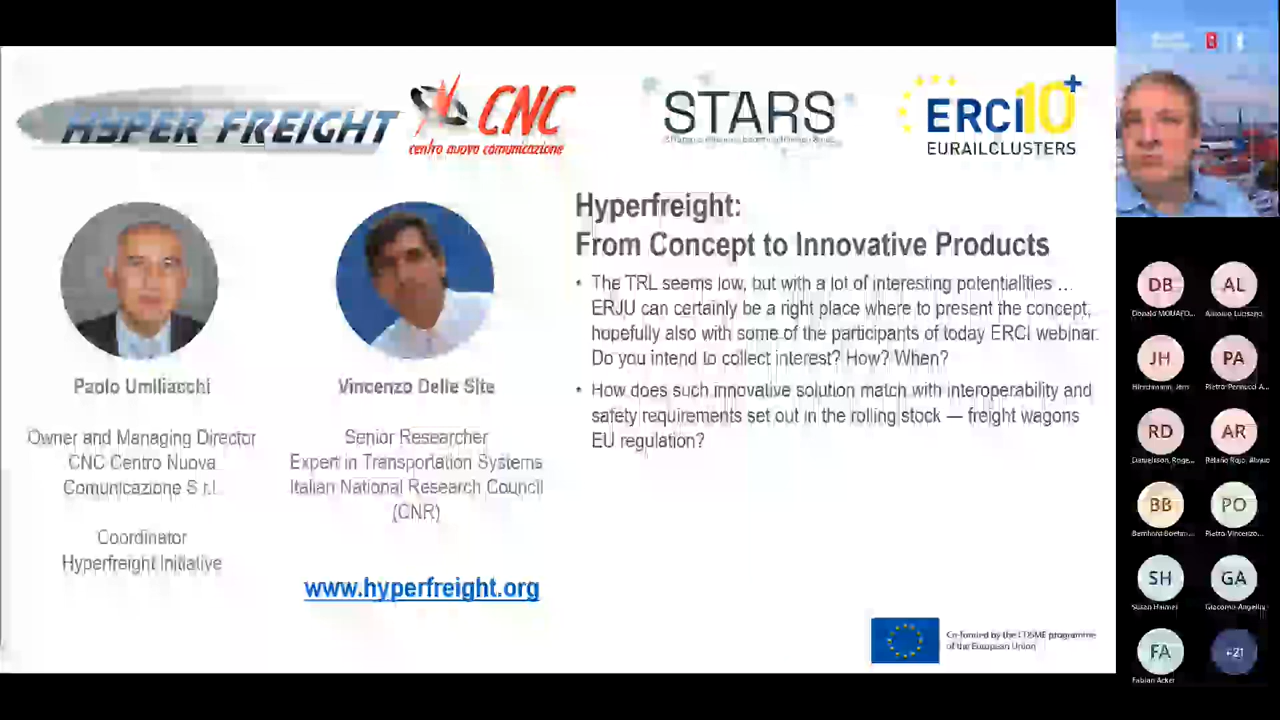 HYPER FREIGHT
CNC
centro nuova comunicazione
STARS
ERCI10+
EURAILCLUSTERS
Hyperfreight:
From Concept to Innovative Products
• The TRL seems low, but with a lot of interesting potentialities ...
ERJU can certainly be a right place where to present the concept,
hopefully also with some of the participants of today ERCI webinar.
Do you intend to collect interest? How? When?
• How does such innovative solution match with interoperability and
safety requirements set out in the rolling stock — freight wagons
EU regulation?
Paolo Umiliacchi
Owner and Managing Director
CNC Centro Nuova
Comunicazione S r.l.
Coordinator
Hyperfreight Initiative
Vincenzo Delle Site
Senior Researcher
Expert in Transportation Systems
Italian National Research Council
(CNR)
www.hyperfreight.org
Co-funded by the COSME programme
of the European Union
DB
AL
JH
PA
RD
AR
BB
PO
SH
GA
FA
+21
Fabian Acker